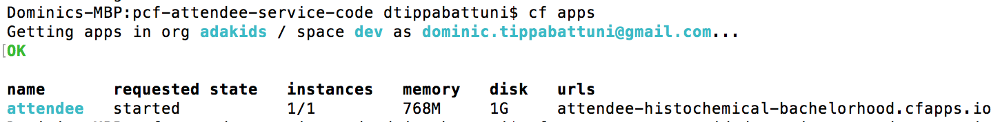 Dominics-MBP:pcf-attendee-service-code dtippabattuni$ cf apps
Getting apps in org adakids / space dev as dominic.tippabattuni@gmail.com...
[OK
name requested state instances memory disk urls
attendee started 1/1 768M 1G attendee-histochemical-bachelorhood.cfapps.io